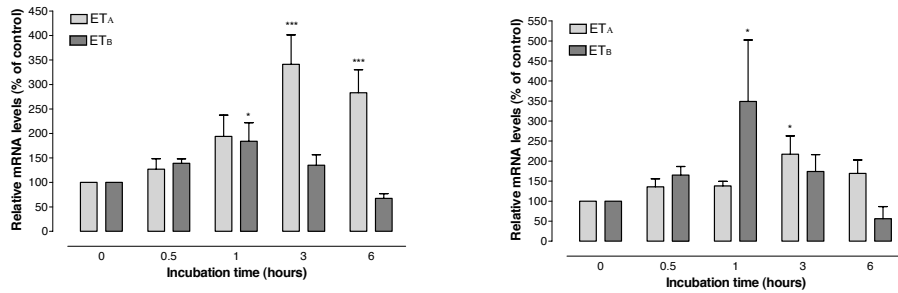 Relative mRNA levels (% of control)
450
400
350
300
250
200
150
100
50
0
ETA
ETB
*
***
***
0 0.5 1 3 6
Incubation time (hours)
Relative mRNA levels (% of control)
550
500
450
400
350
300
250
200
150
100
50
0
ETA
ETB
*
*
0 0.5 1 3 6
Incubation time (hours)